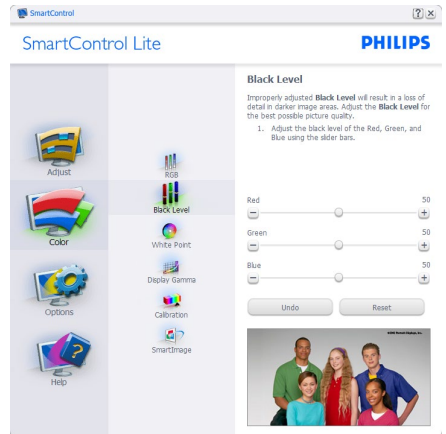 SmartControl
SmartControl Lite
PHILIPS
Adjust
Color
Options
Help
RGB
Black Level
White Point
Display Gamma
Calibration
SmartImage
Black Level
Improperly adjusted Black Level will result in a loss of
detail in darker image areas. Adjust the Black Level for
the best possible picture quality.
1. Adjust the black level of the Red, Green, and
Blue using the slider bars.
Red 50
Green 50
Blue 50
Undo Reset